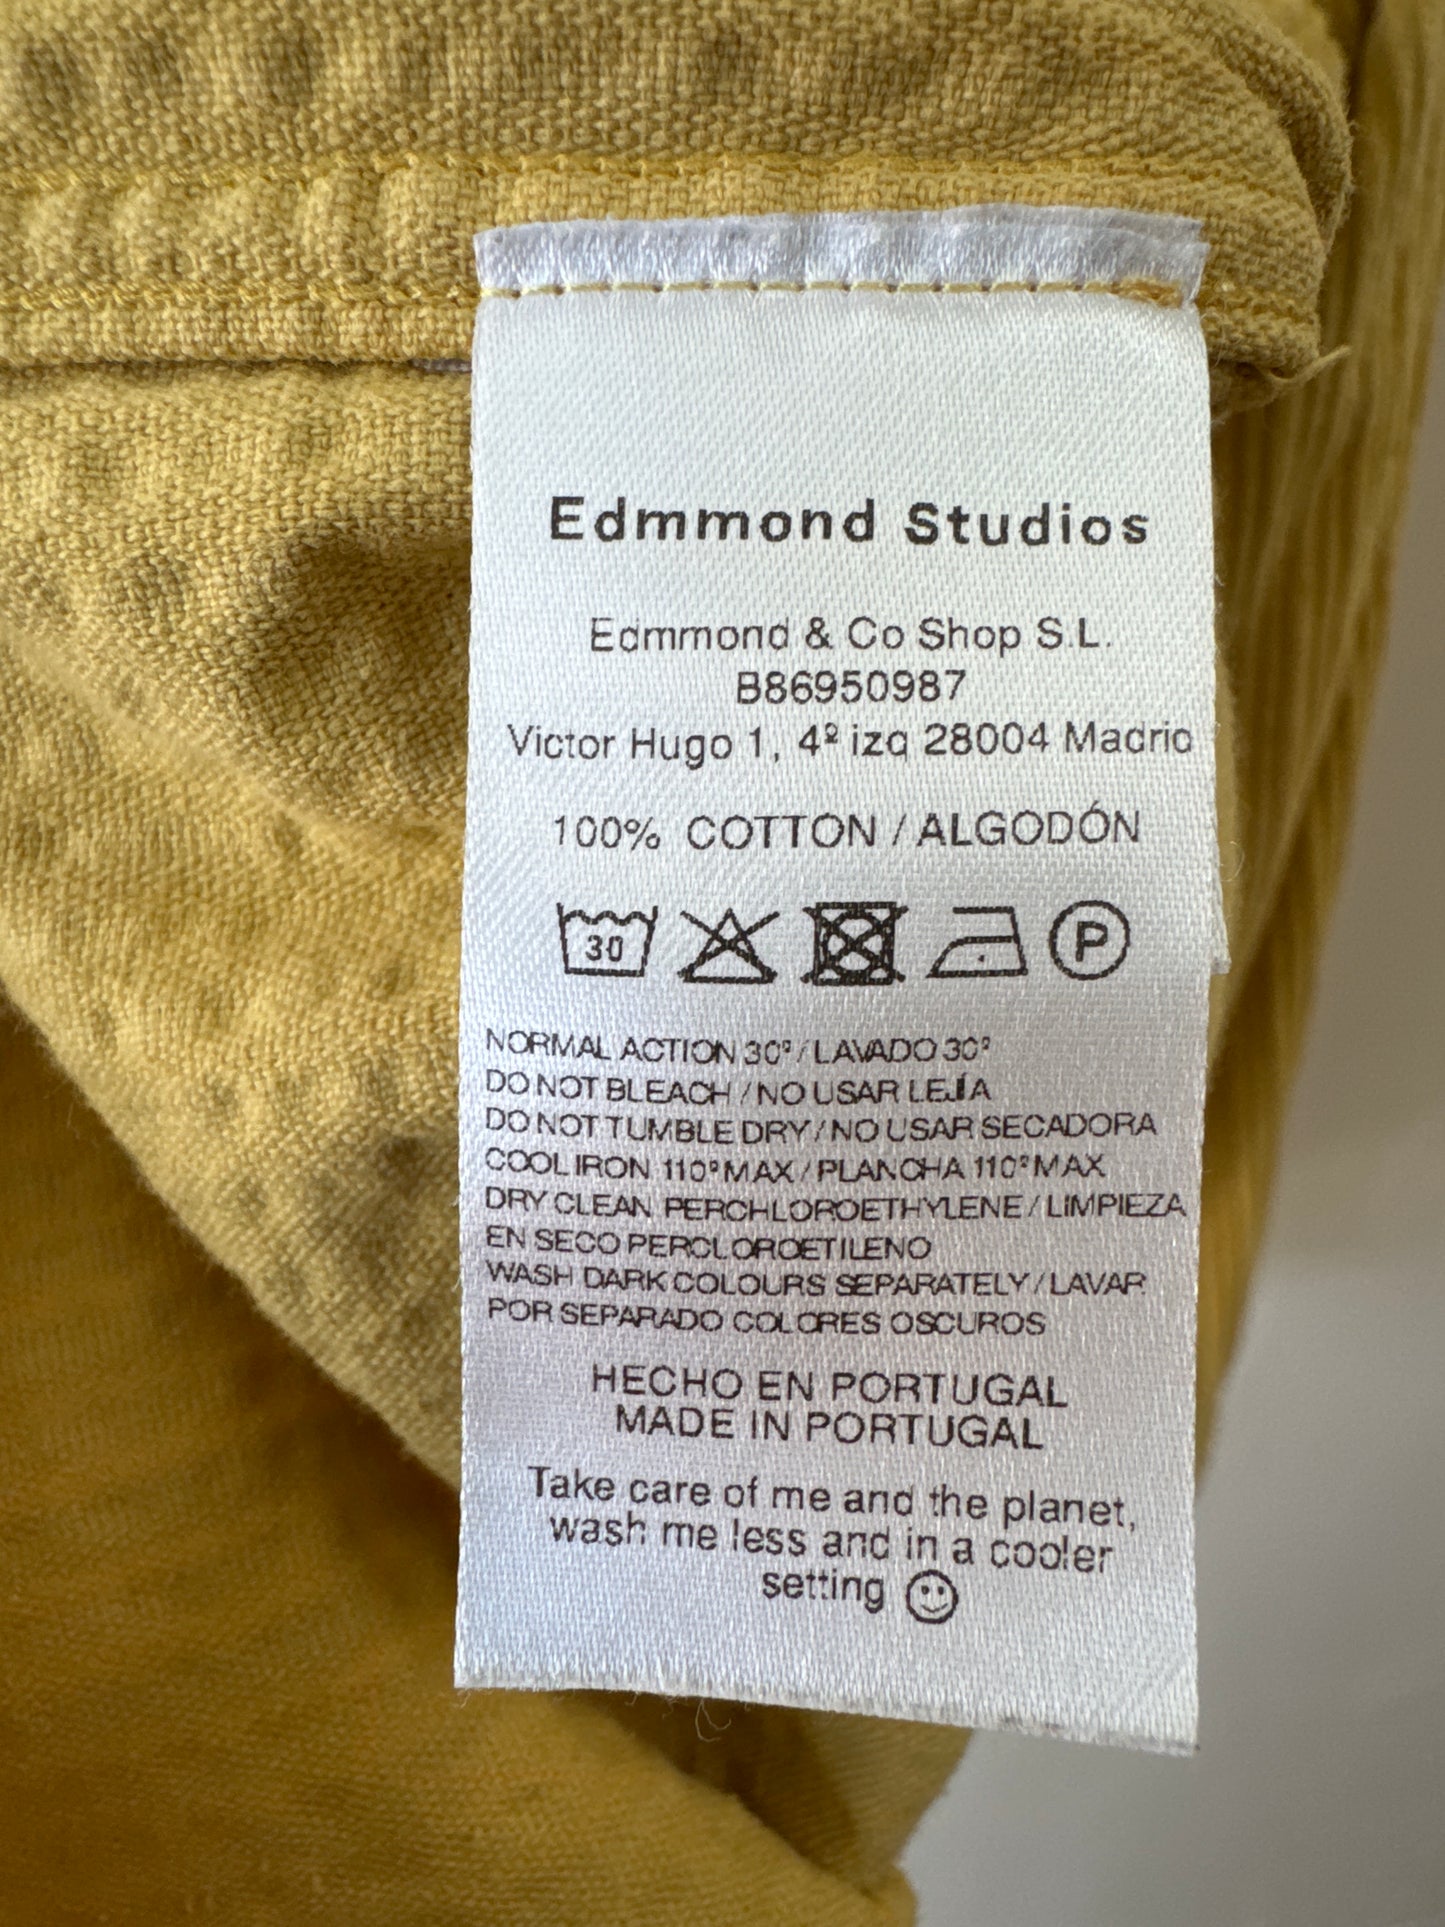 Edmmond Studios
Edmmond & Co Shop S.L.
B86950987
Victor Hugo 1, 4º izq 28004 Madrid
100% COTTON / ALGODÓN
30
P
NORMAL ACTION 30º / LAVADO 30º
DO NOT BLEACH / NO USAR LEJÍA
DO NOT TUMBLE DRY / NO USAR SECADORA
COOL IRON 110º MAX / PLANCHA 110º MAX
DRY CLEAN PERCHLOROETHYLENE / LIMPIEZA
EN SECO PERCLOROETILENO
WASH DARK COLOURS SEPARATELY / LAVAR
POR SEPARADO COLORES OSCUROS
HECHO EN PORTUGAL
MADE IN PORTUGAL
Take care of me and the planet,
wash me less and in a cooler
setting ☺